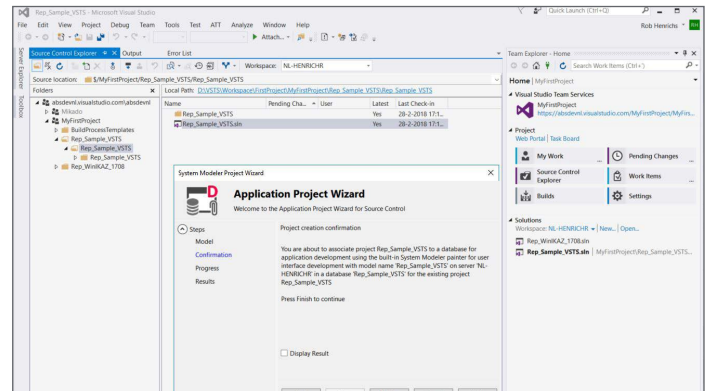 Rep_Sample_VSTS - Microsoft Visual Studio
Quick Launch (Ctrl+Q)
File Edit View Project Debug Team Tools Test ATT Analyze Window Help
Rob Henrichs RH
Attach...
Server Explorer
Toolbox
Source Control Explorer Output Error List
Workspace: NL-HENRICHR
Source location: $/MyFirstProject/Rep_Sample_VSTS/Rep_Sample_VSTS
Folders
Local Path: D:\VSTS\Workspace\FirstProject\MyFirstProject\Rep_Sample_VSTS\Rep_Sample_VSTS
absdevnl.visualstudio.com\absdevnl
Mikado
MyFirstProject
BuildProcessTemplates
Rep_Sample_VSTS
Rep_Sample_VSTS
Rep_Sample_VSTS
Rep_WinIKAZ_1708
Name Pending Cha... User Latest Last Check-in
Rep_Sample_VSTS Yes 28-2-2018 17:1...
Rep_Sample_VSTS.sln Yes 28-2-2018 17:1...
System Modeler Project Wizard
Application Project Wizard
Welcome to the Application Project Wizard for Source Control
Steps
Model
Confirmation
Progress
Results
Project creation confirmation
You are about to associate project Rep_Sample_VSTS to a database for
application development using the built-in System Modeler painter for user
interface development with model name 'Rep_Sample_VSTS' on server 'NL-
HENRICHR' in a database 'Rep_Sample_VSTS' for the existing project
Rep_Sample_VSTS
Press Finish to continue
Display Result
Team Explorer - Home
Search Work Items (Ctrl+')
Home MyFirstProject
Visual Studio Team Services
MyFirstProject
https://absdevnl.visualstudio.com/MyFirstProject/MyFirs...
Project
Web Portal | Task Board
My Work ...
Pending Changes ...
Source Control
Explorer
Work Items ...
Builds
Settings
Solutions
Workspace: NL-HENRICHR | New... | Open...
Rep_WinIKAZ_1708.sln
Rep_Sample_VSTS.sln | MyFirstProject\Rep_Sample_VSTS...